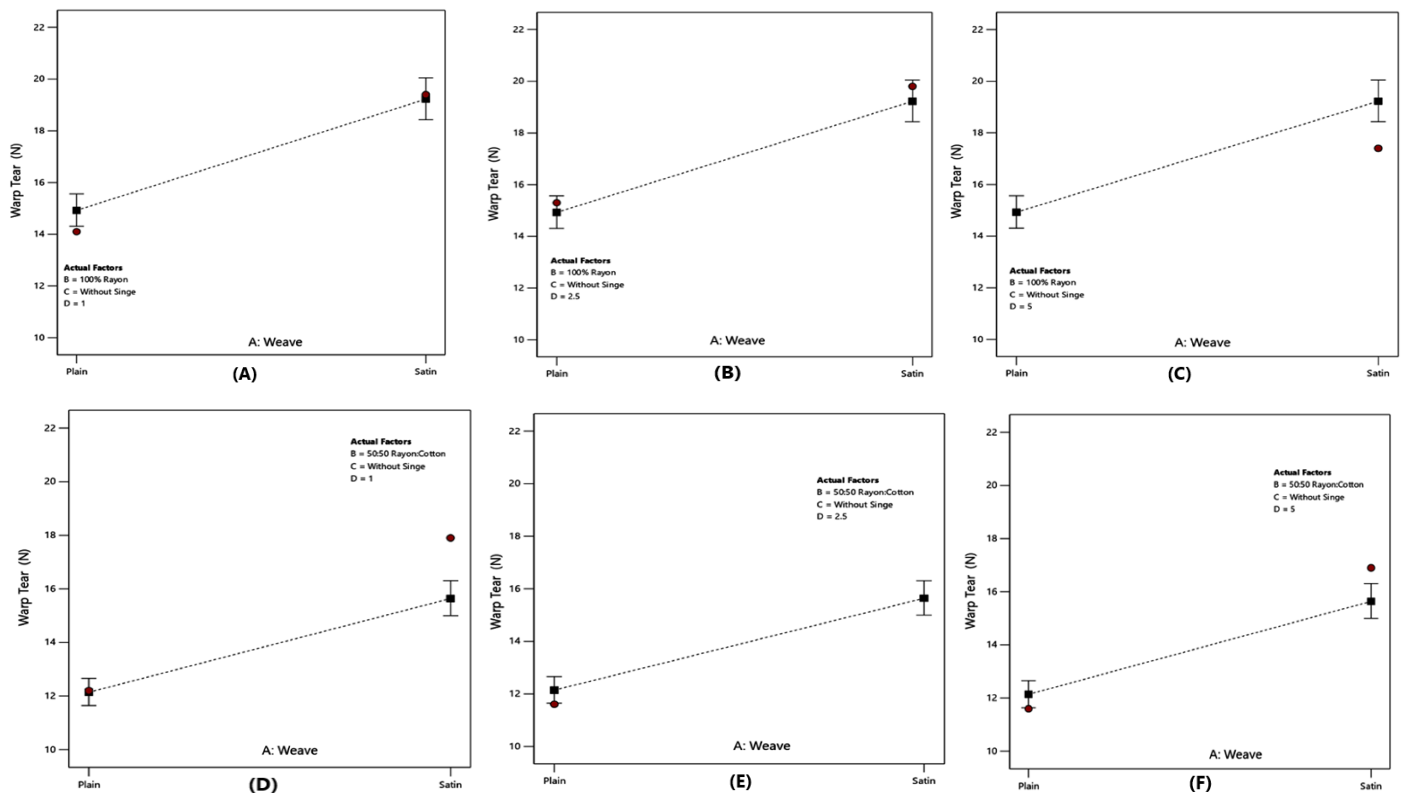 22
20
18
16
14
12
10
Warp Tear (N)
Actual Factors
B = 100% Rayon
C = Without Singe
D = 1
A: Weave
Plain
Satin
(A)
22
20
18
16
14
12
10
Warp Tear (N)
Actual Factors
B = 100% Rayon
C = Without Singe
D = 2.5
A: Weave
Plain
Satin
(B)
22
20
18
16
14
12
10
Warp Tear (N)
Actual Factors
B = 100% Rayon
C = Without Singe
D = 5
A: Weave
Plain
Satin
(C)
22
20
18
16
14
12
10
Warp Tear (N)
Actual Factors
B = 50:50 Rayon:Cotton
C = Without Singe
D = 1
A: Weave
Plain
Satin
(D)
22
20
18
16
14
12
10
Warp Tear (N)
Actual Factors
B = 50:50 Rayon:Cotton
C = Without Singe
D = 2.5
A: Weave
Plain
Satin
(E)
22
20
18
16
14
12
10
Warp Tear (N)
Actual Factors
B = 50:50 Rayon:Cotton
C = Without Singe
D = 5
A: Weave
Plain
Satin
(F)